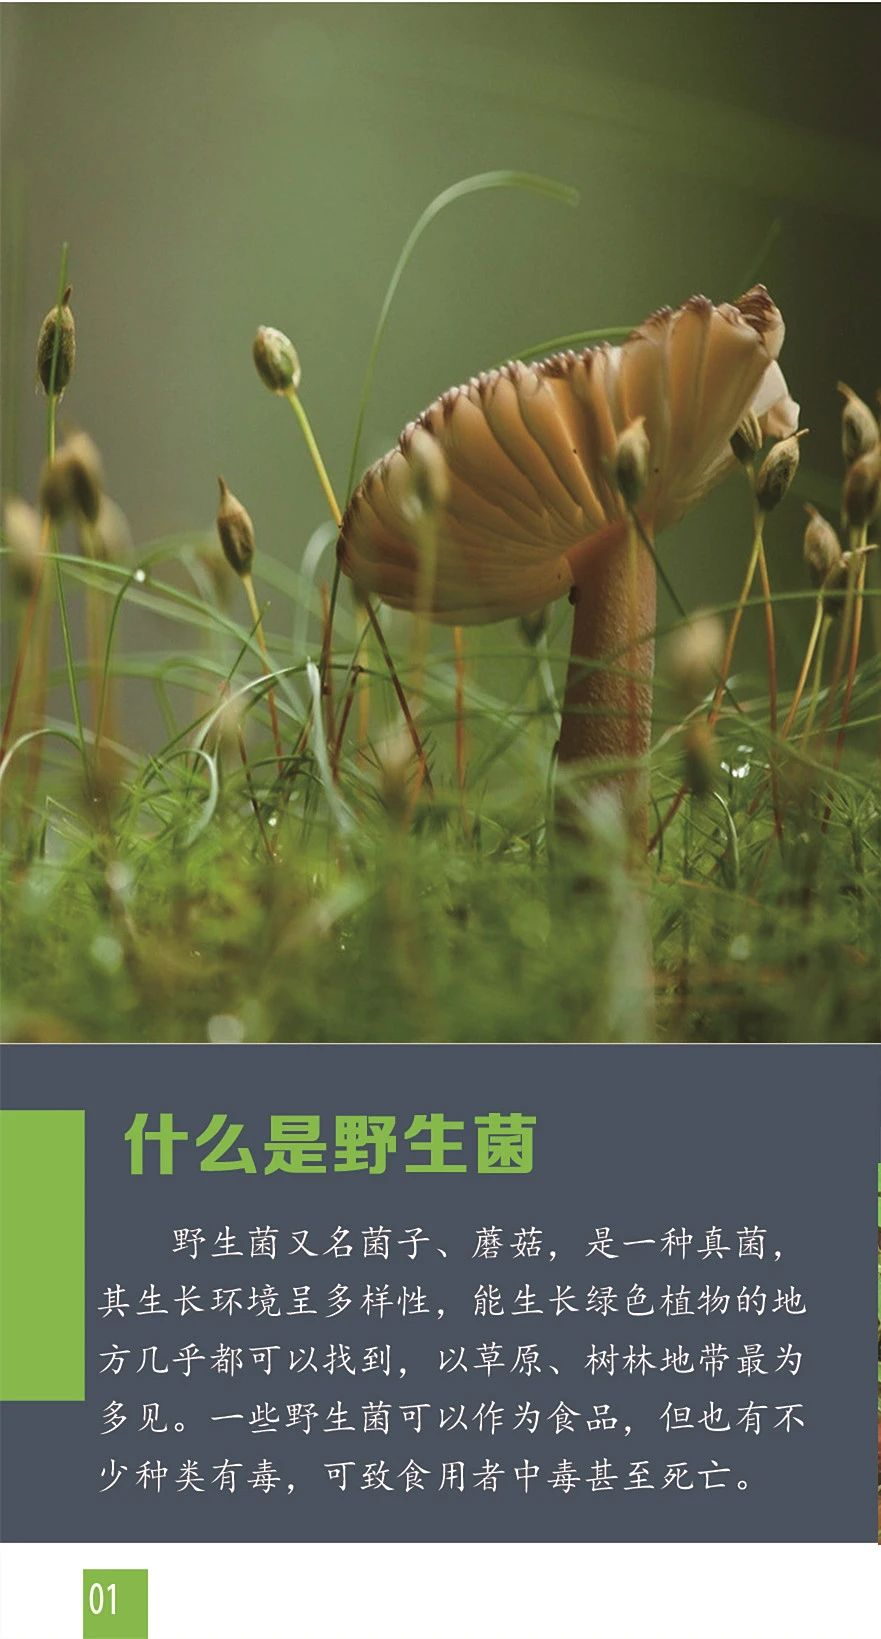 什么是野生菌
野生菌又名菌子、蘑菇，是一种真菌，
其生长环境呈多样性，能生长绿色植物的地
方几乎都可以找到，以草原、树林地带最为
多见。一些野生菌可以作为食品，但也有不
少种类有毒，可致食用者中毒甚至死亡。
01